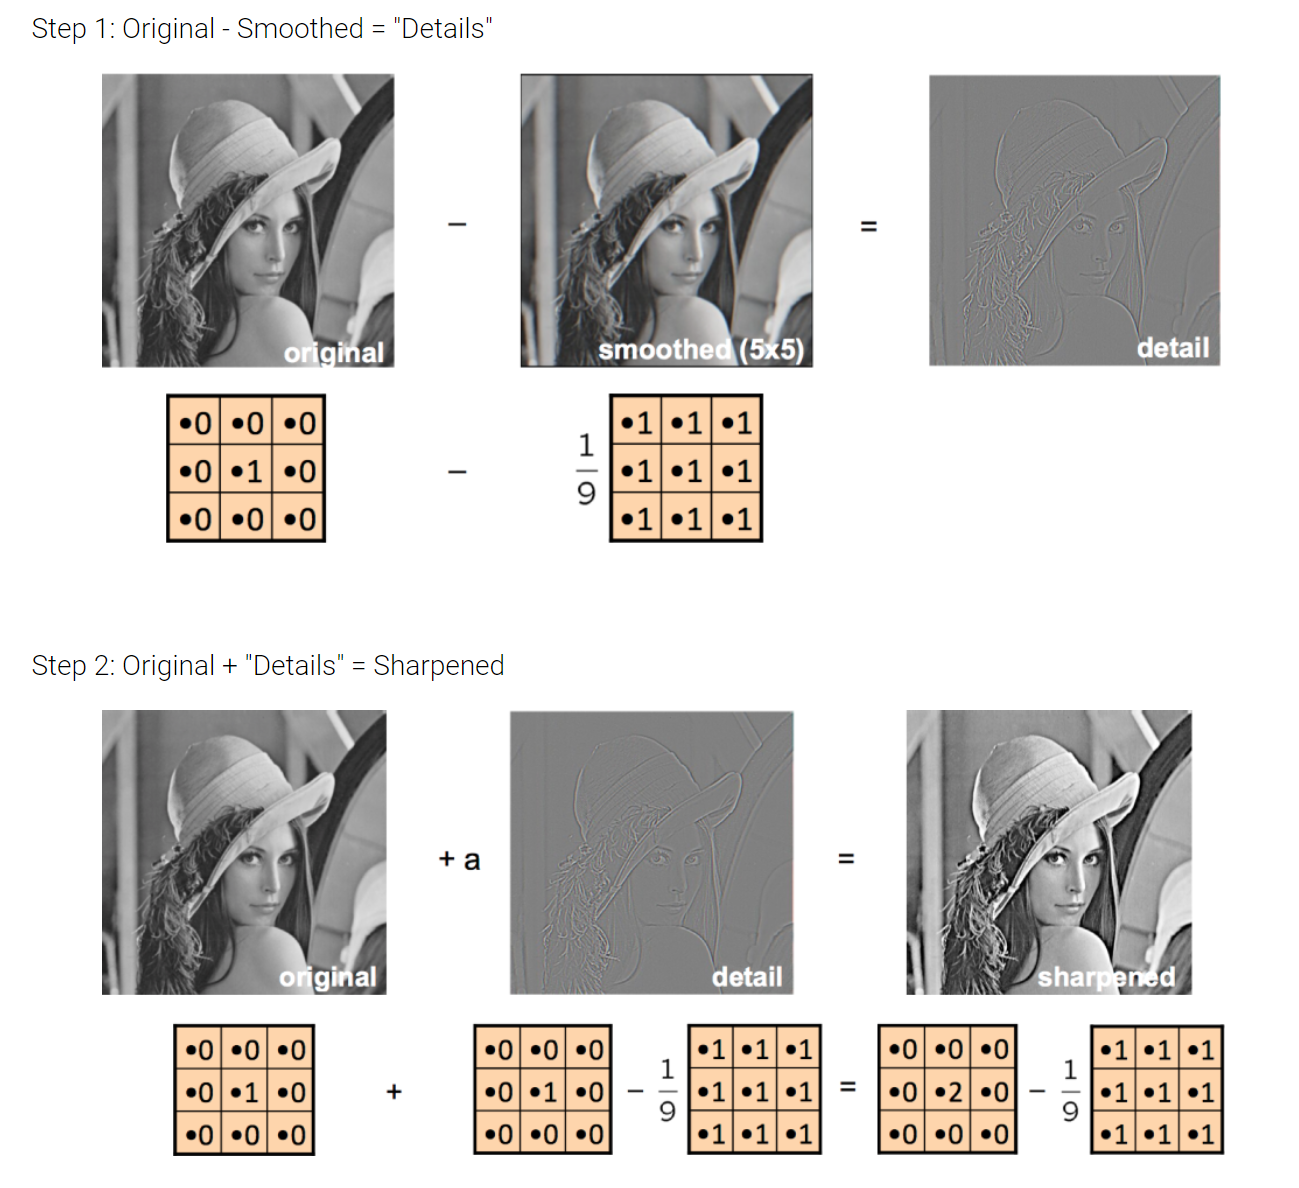 Step 1: Original - Smoothed = "Details"
− =
original smoothed (5x5) detail
•0 •0 •0 •1 •1 •1
•0 •1 •0 − 1/9 •1 •1 •1
•0 •0 •0 •1 •1 •1
Step 2: Original + "Details" = Sharpened
+ a =
original detail sharpened
•0 •0 •0 •0 •0 •0 •1 •1 •1 •0 •0 •0 •1 •1 •1
•0 •1 •0 + •0 •1 •0 − 1/9 •1 •1 •1 = •0 •2 •0 − 1/9 •1 •1 •1
•0 •0 •0 •0 •0 •0 •1 •1 •1 •0 •0 •0 •1 •1 •1